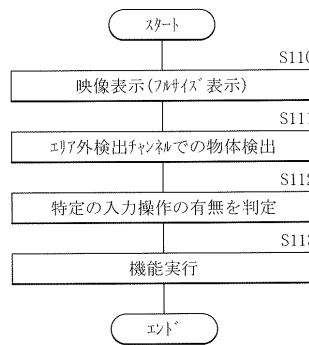 スタート
S110
映像表示(フルサイズ表示)
S111
エリア外検出チャンネルでの物体検出
S112
特定の入力操作の有無を判定
S113
機能実行
エンド